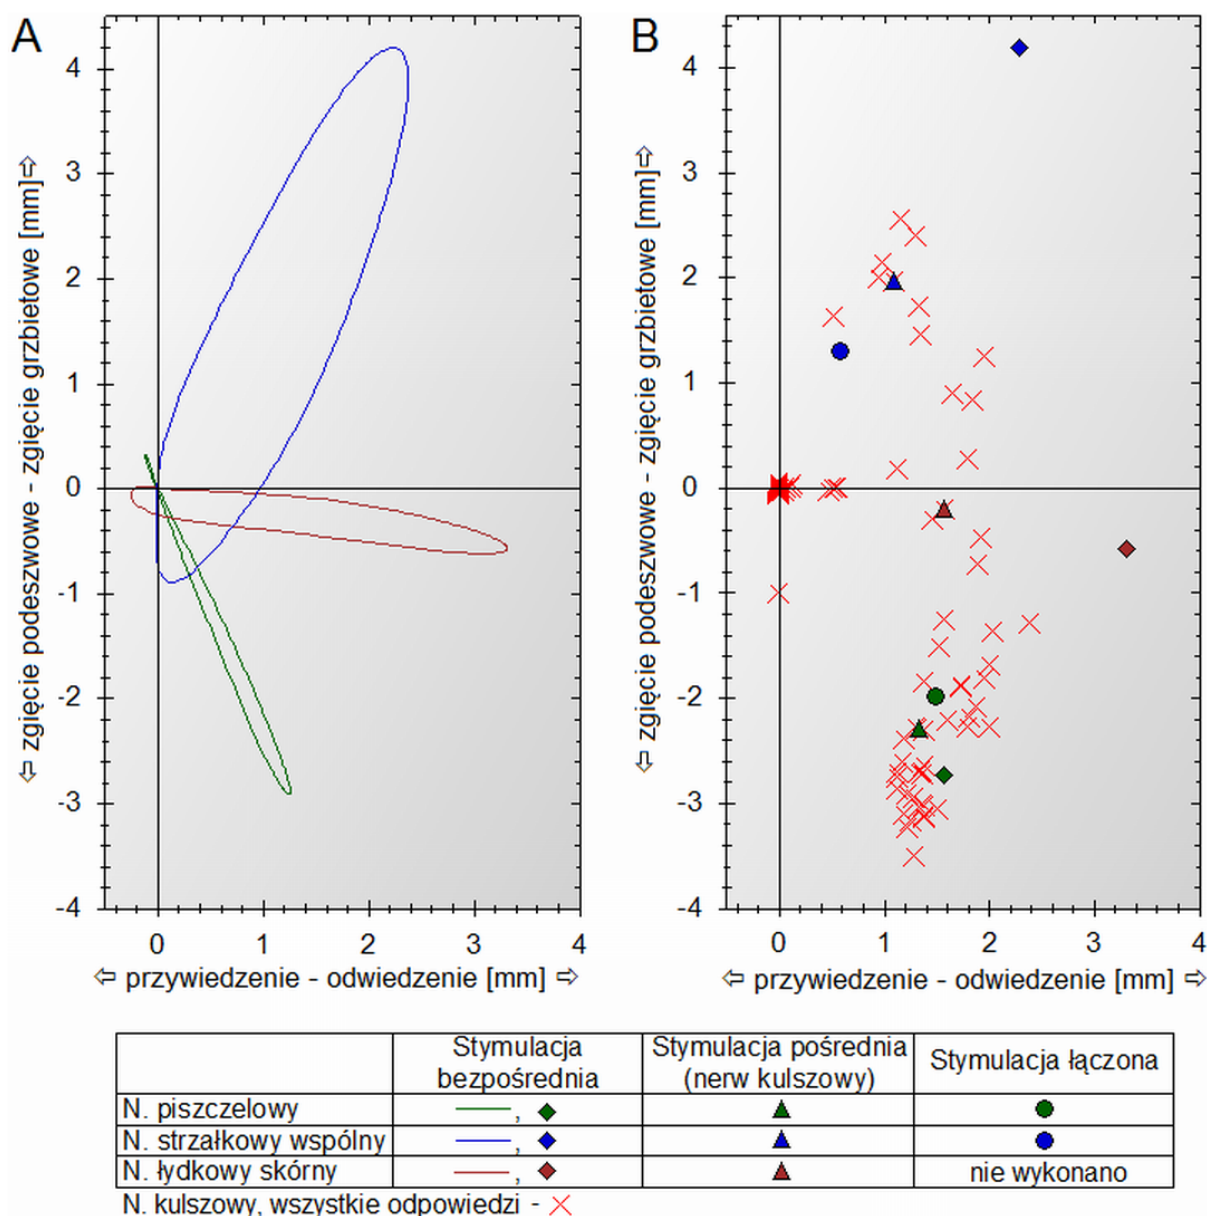 A
B
4
3
2
1
0
-1
-2
-3
-4
⇦ zgięcie podeszwowe - zgięcie grzbietowe [mm]⇨
0 1 2 3 4
⇦ przywiedzenie - odwiedzenie [mm] ⇨
4
3
2
1
0
-1
-2
-3
-4
⇦ zgięcie podeszwowe - zgięcie grzbietowe [mm]⇨
0 1 2 3 4
⇦ przywiedzenie - odwiedzenie [mm] ⇨
Stymulacja bezpośrednia
Stymulacja pośrednia (nerw kulszowy)
Stymulacja łączona
N. piszczelowy ,
N. strzałkowy wspólny ,
N. łydkowy skórny , nie wykonano
N. kulszowy, wszystkie odpowiedzi -